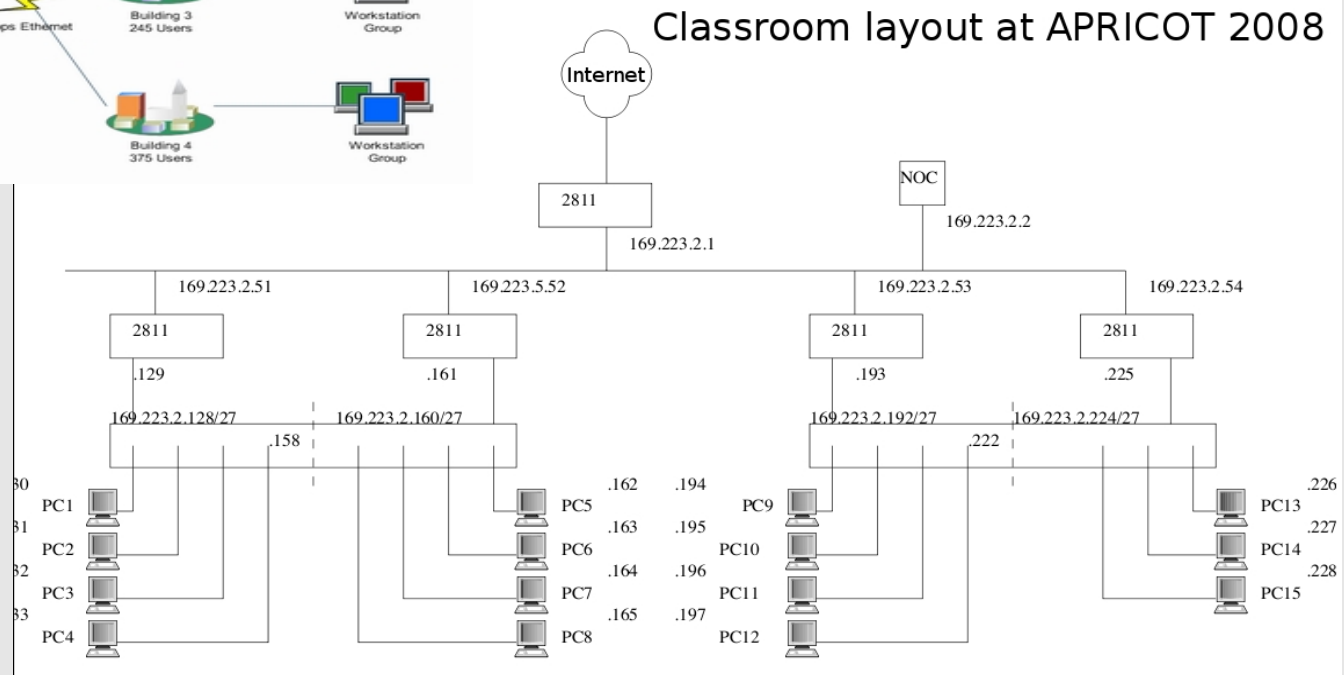 Classroom layout at APRICOT 2008
Building 3
245 Users
Workstation
Group
ps Ethernet
Building 4
375 Users
Workstation
Group
Internet
2811
NOC
169.223.2.1
169.223.2.2
169.223.2.51
169.223.5.52
169.223.2.53
169.223.2.54
2811
2811
2811
2811
.129
.161
.193
.225
169.223.2.128/27
169.223.2.160/27
169.223.2.192/27
169.223.2.224/27
.158
.222
30
.162
.194
.226
PC1
PC5
PC9
PC13
31
.163
.195
.227
PC2
PC6
PC10
PC14
32
.164
.196
.228
PC3
PC7
PC11
PC15
33
.165
.197
PC4
PC8
PC12